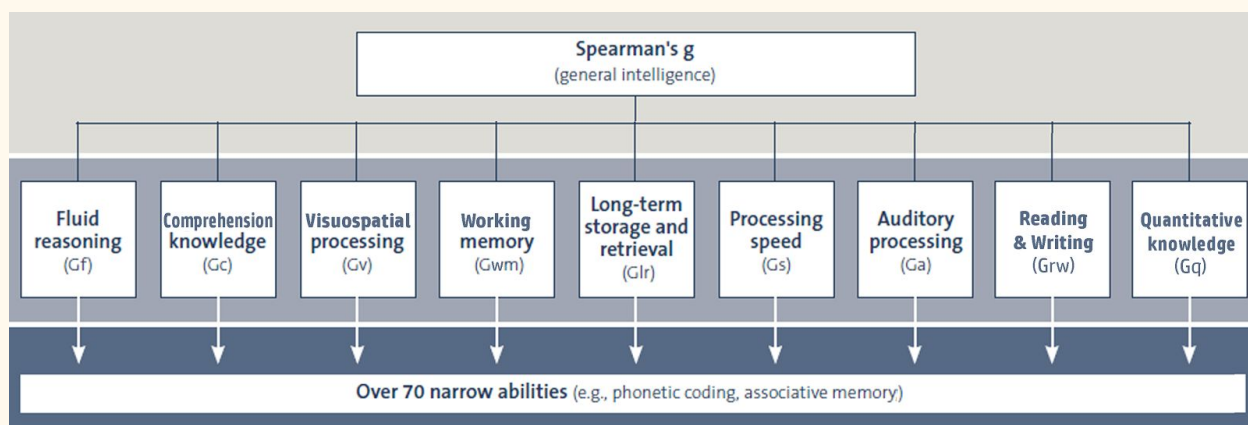 Spearman's g
(general intelligence)
Fluid
reasoning
(Gf)
Comprehension
knowledge
(Gc)
Visuospatial
processing
(Gv)
Working
memory
(Gwm)
Long-term
storage and
retrieval
(Glr)
Processing
speed
(Gs)
Auditory
processing
(Ga)
Reading
& Writing
(Grw)
Quantitative
knowledge
(Gq)
Over 70 narrow abilities (e.g., phonetic coding, associative memory)